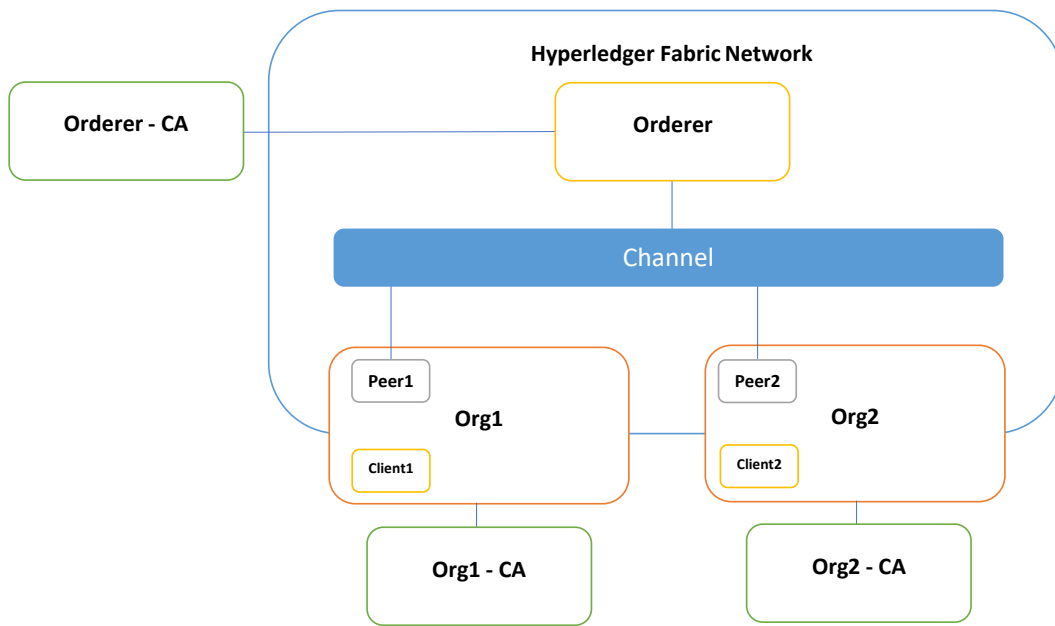 Hyperledger Fabric Network
Orderer - CA
Orderer
Channel
Peer1
Org1
Client1
Peer2
Org2
Client2
Org1 - CA
Org2 - CA